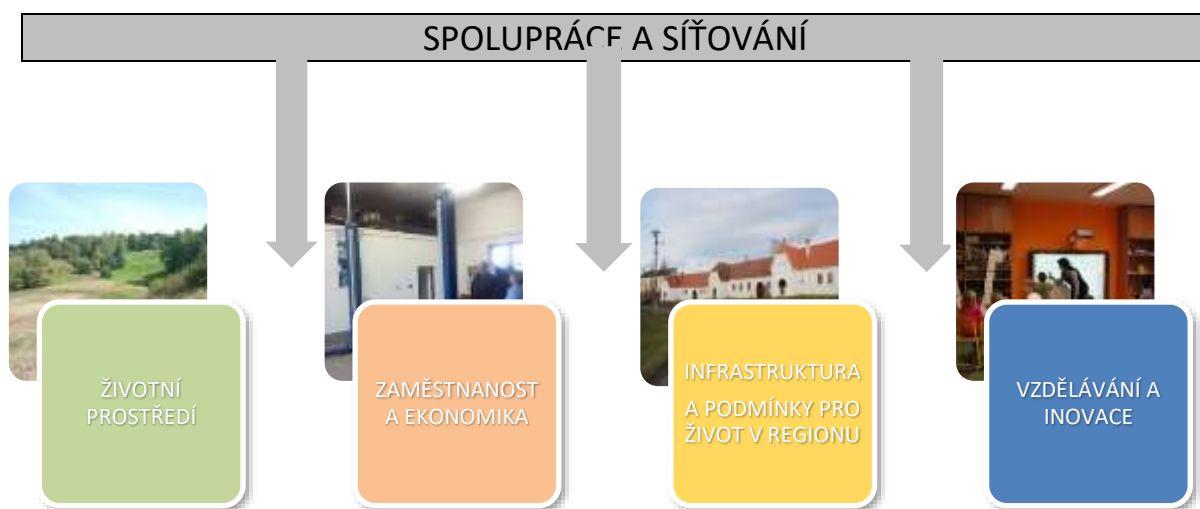 SPOLUPRÁCE A SÍŤOVÁNÍ
ŽIVOTNÍ
PROSTŘEDÍ
ZAMĚSTNANOST
A EKONOMIKA
INFRASTRUKTURA
A PODMÍNKY PRO
ŽIVOT V REGIONU
VZDĚLÁVÁNÍ A
INOVACE